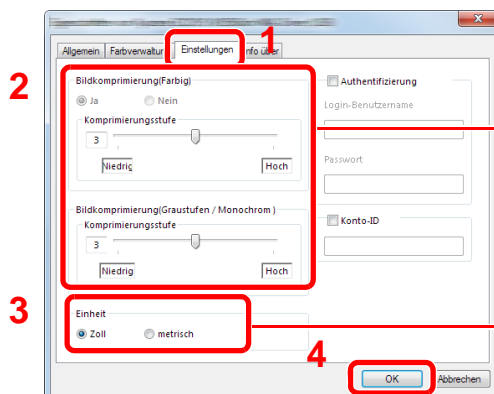 1
Allgemein Farbverwaltur Einstellungen nfo über
2
Bildkomprimierung(Farbig)
Ja Nein
Komprimierungsstufe
3
Niedrig Hoch
Bildkomprimierung(Graustufen / Monochrom )
Komprimierungsstufe
3
Niedrig Hoch
Authentifizierung
Login-Benutzername
Passwort
Konto-ID
3
Einheit
Zoll metrisch
4
OK Abbrechen